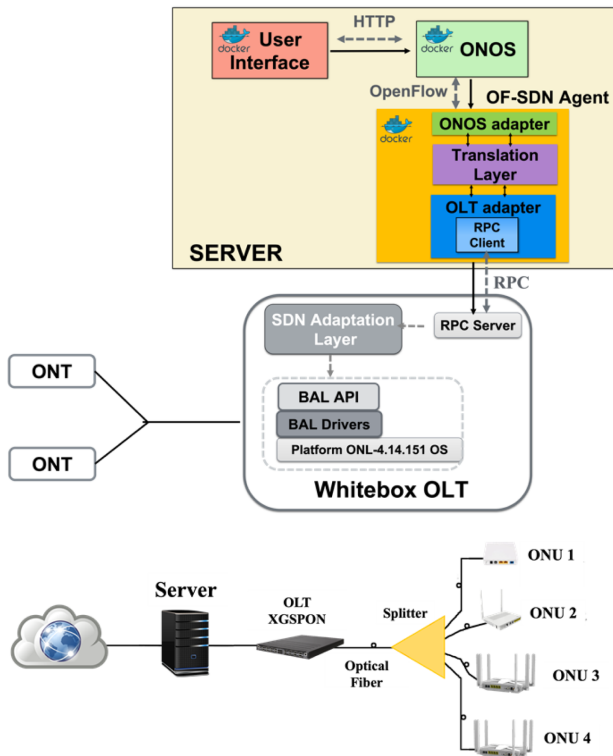 HTTP
docker
User
Interface
docker
ONOS
OpenFlow
OF-SDN Agent
docker
ONOS adapter
Translation
Layer
OLT adapter
RPC
Client
SERVER
RPC
SDN Adaptation
Layer
RPC Server
ONT
BAL API
BAL Drivers
Platform ONL-4.14.151 OS
ONT
Whitebox OLT
ONU 1
Server
OLT
XGSPON
Splitter
ONU 2
Optical
Fiber
ONU 3
ONU 4